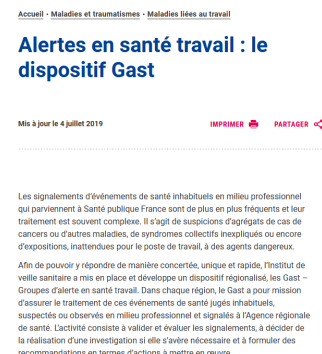 Accueil · Maladies et traumatismes · Maladies liées au travail
Alertes en santé travail : le
dispositif Gast
Mis à jour le 4 juillet 2019
IMPRIMER
PARTAGER
Les signalements d'événements de santé inhabituels en milieu professionnel
qui parviennent à Santé publique France sont de plus en plus fréquents et leur
traitement est souvent complexe. Il s'agit de suspicions d'agrégats de cas de
cancers ou d'autres maladies, de syndromes collectifs inexpliqués ou encore
d'expositions, inattendues pour le poste de travail, à des agents dangereux.
Afin de pouvoir y répondre de manière concertée, unique et rapide, l'Institut de
veille sanitaire a mis en place et développe un dispositif régionalisé, les Gast –
Groupes d'alerte en santé travail. Dans chaque région, le Gast a pour mission
d'assurer le traitement de ces événements de santé jugés inhabituels,
suspectés ou observés en milieu professionnel et signalés à l'Agence régionale
de santé. L'activité consiste à valider et évaluer les signalements, à décider de
la réalisation d'une investigation si elle s'avère nécessaire et à formuler des
recommandations en termes d'actions à mettre en œuvre.